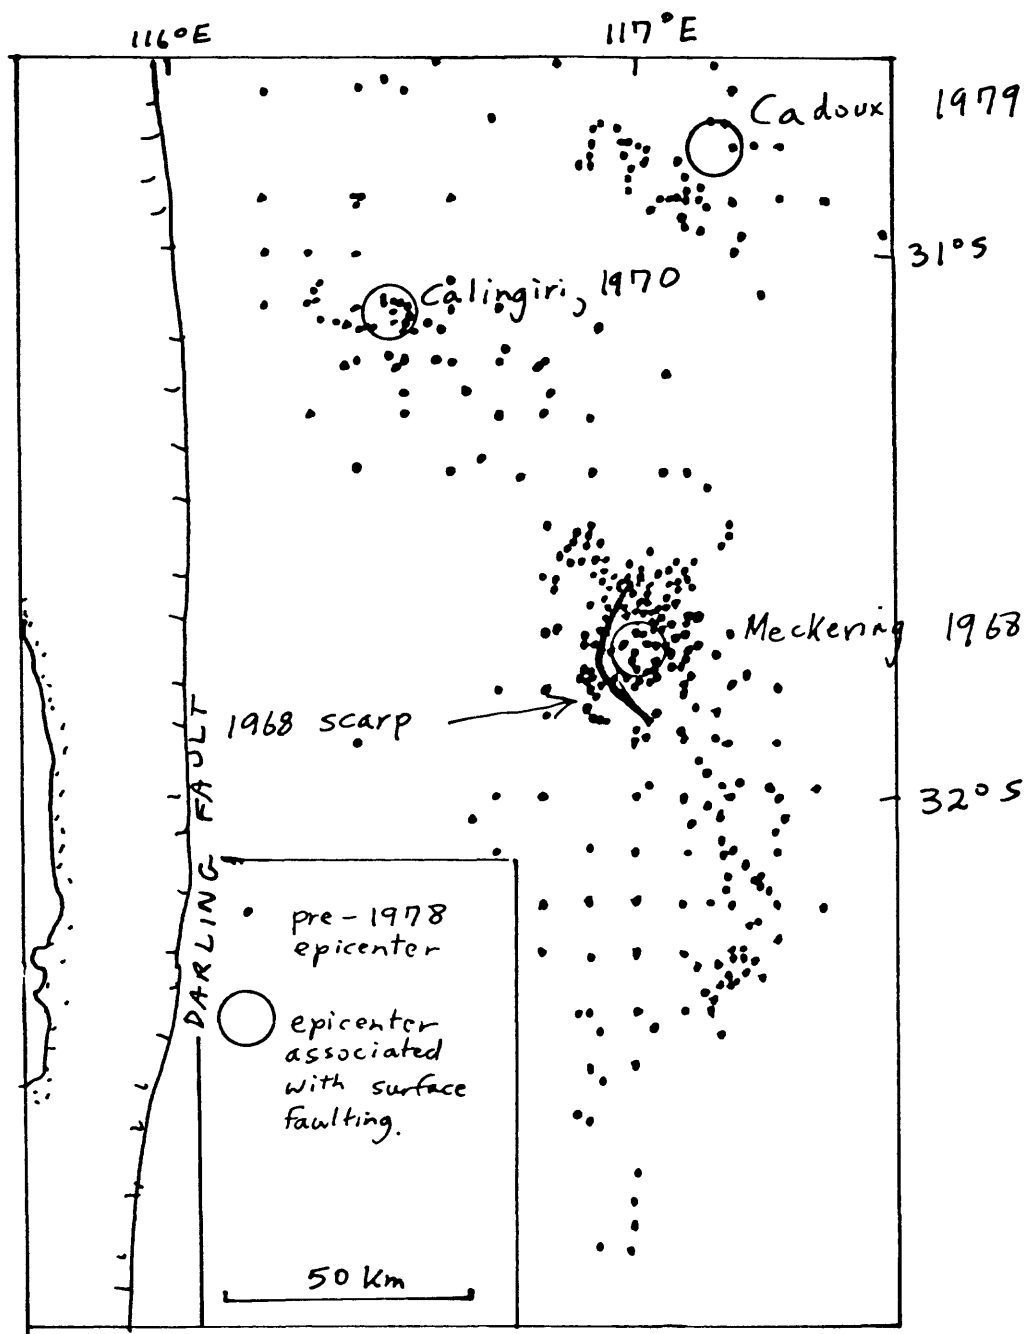 116°E
117°E
Cadoux 1979
31°S
Calingiri, 1970
Meckering 1968
1968 scarp
32°S
DARLING FAULT
pre-1978
epicenter
epicenter
associated
with surface
faulting.
50 Km